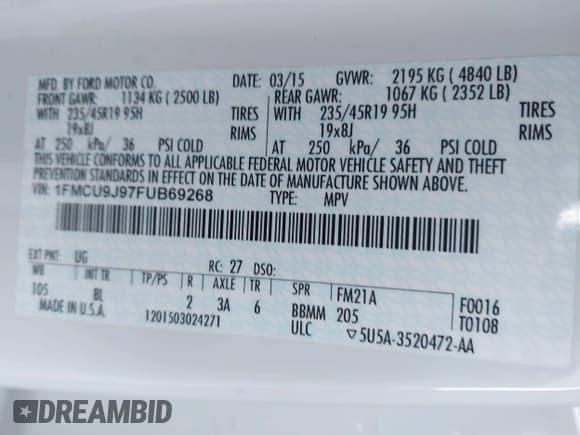 MFD. BY FORD MOTOR CO. DATE: 03/15 GVWR: 2195 KG ( 4840 LB)
FRONT GAWR: 1134 KG ( 2500 LB) REAR GAWR: 1067 KG ( 2352 LB)
WITH 235/45R19 95H TIRES WITH 235/45R19 95H TIRES
19x8J RIMS 19x8J RIMS
AT 250 kPa/ 36 PSI COLD AT 250 kPa/ 36 PSI COLD
THIS VEHICLE CONFORMS TO ALL APPLICABLE FEDERAL MOTOR VEHICLE SAFETY AND THEFT
PREVENTION STANDARDS IN EFFECT ON THE DATE OF MANUFACTURE SHOWN ABOVE.
VIN: 1FMCU9J97FUB69268 TYPE: MPV
EXT PNT: UG RC: 27 DSO:
WB INT TR TP/PS R AXLE TR SPR FM21A F0016
105 BL 2 3A 6 BBMM 205 T0108
MADE IN U.S.A. 1201503024271 ULC ▽5U5A-3520472-AA
DREAMBID